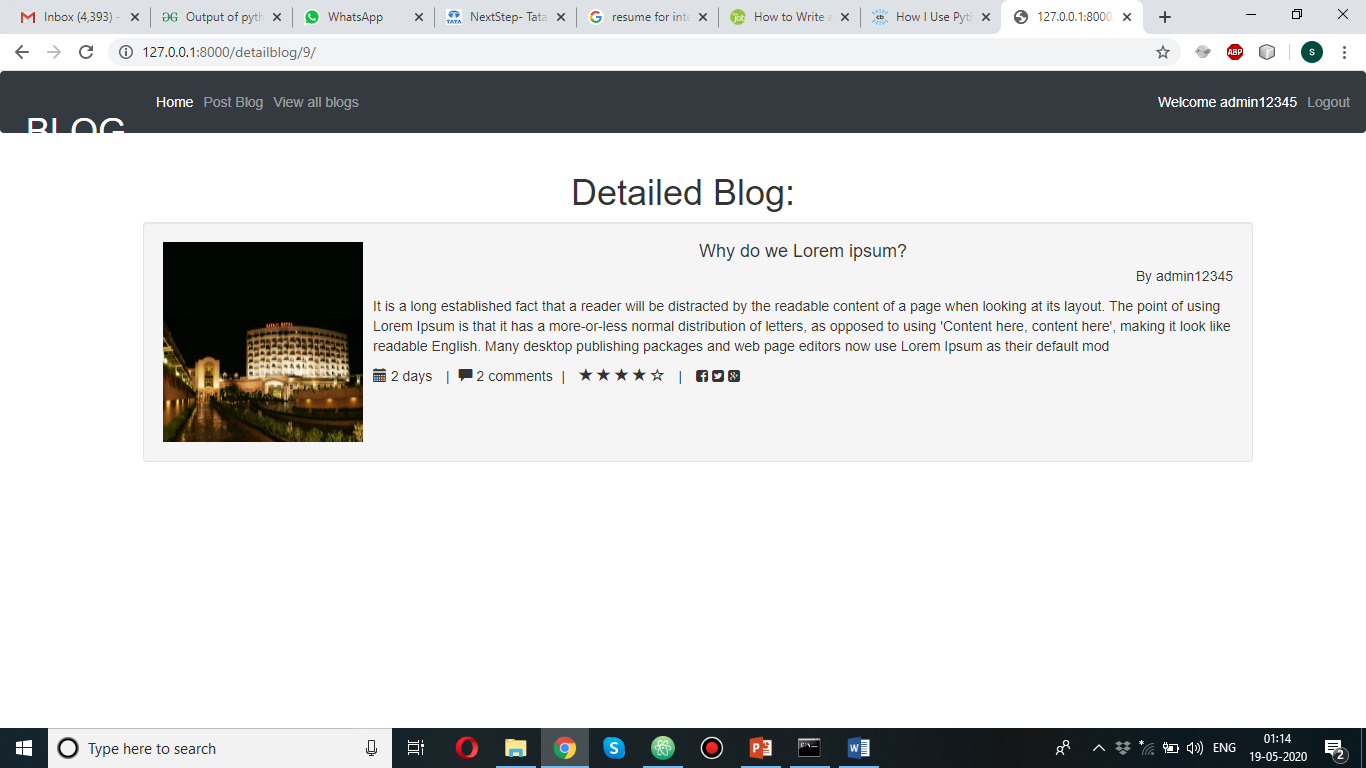 Inbox (4,393) -
Output of pyth
WhatsApp
NextStep- Tata
resume for inte
How to Write a
How I Use Pyth
127.0.0.1:8000
127.0.0.1:8000/detailblog/9/
ABP
S
BLOG
Home Post Blog View all blogs
Welcome admin12345 Logout
Detailed Blog:
Why do we Lorem ipsum?
By admin12345
It is a long established fact that a reader will be distracted by the readable content of a page when looking at its layout. The point of using
Lorem Ipsum is that it has a more-or-less normal distribution of letters, as opposed to using 'Content here, content here', making it look like
readable English. Many desktop publishing packages and web page editors now use Lorem Ipsum as their default mod
2 days | 2 comments | ★★★★☆ |
Type here to search
ENG
01:14
19-05-2020
2